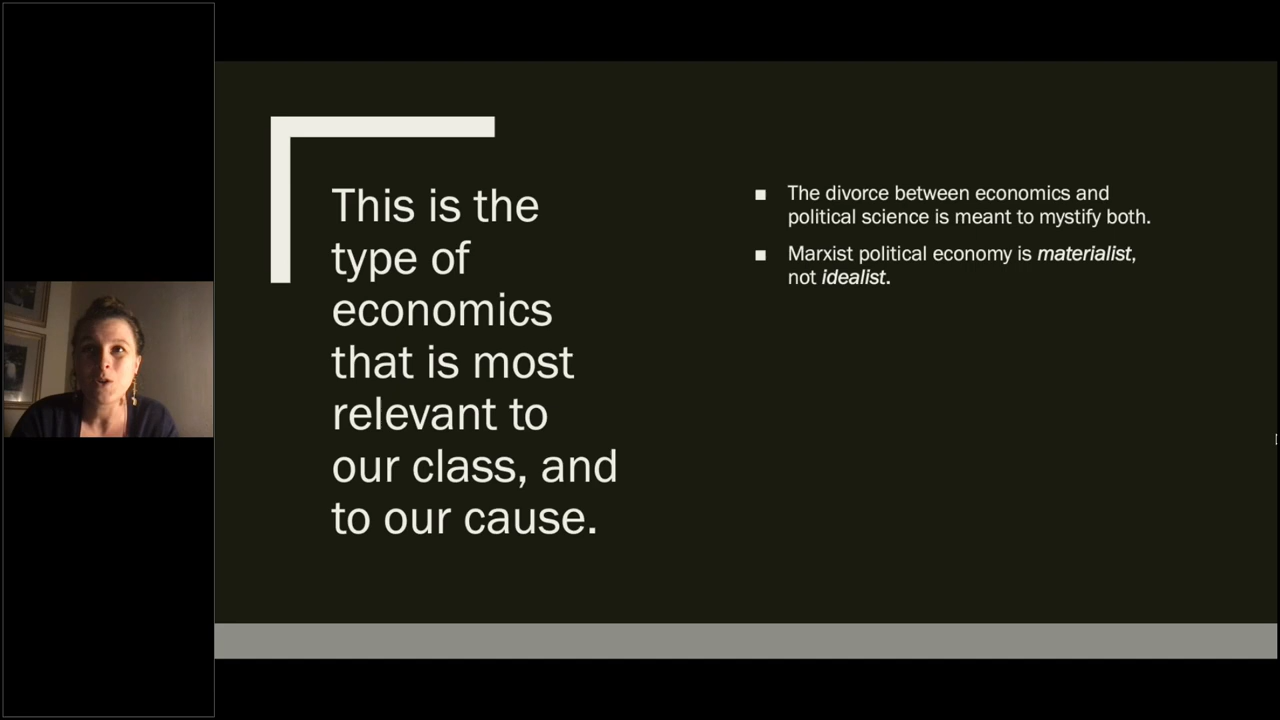 This is the
type of
economics
that is most
relevant to
our class, and
to our cause.
■ The divorce between economics and
political science is meant to mystify both.
■ Marxist political economy is materialist,
not idealist.